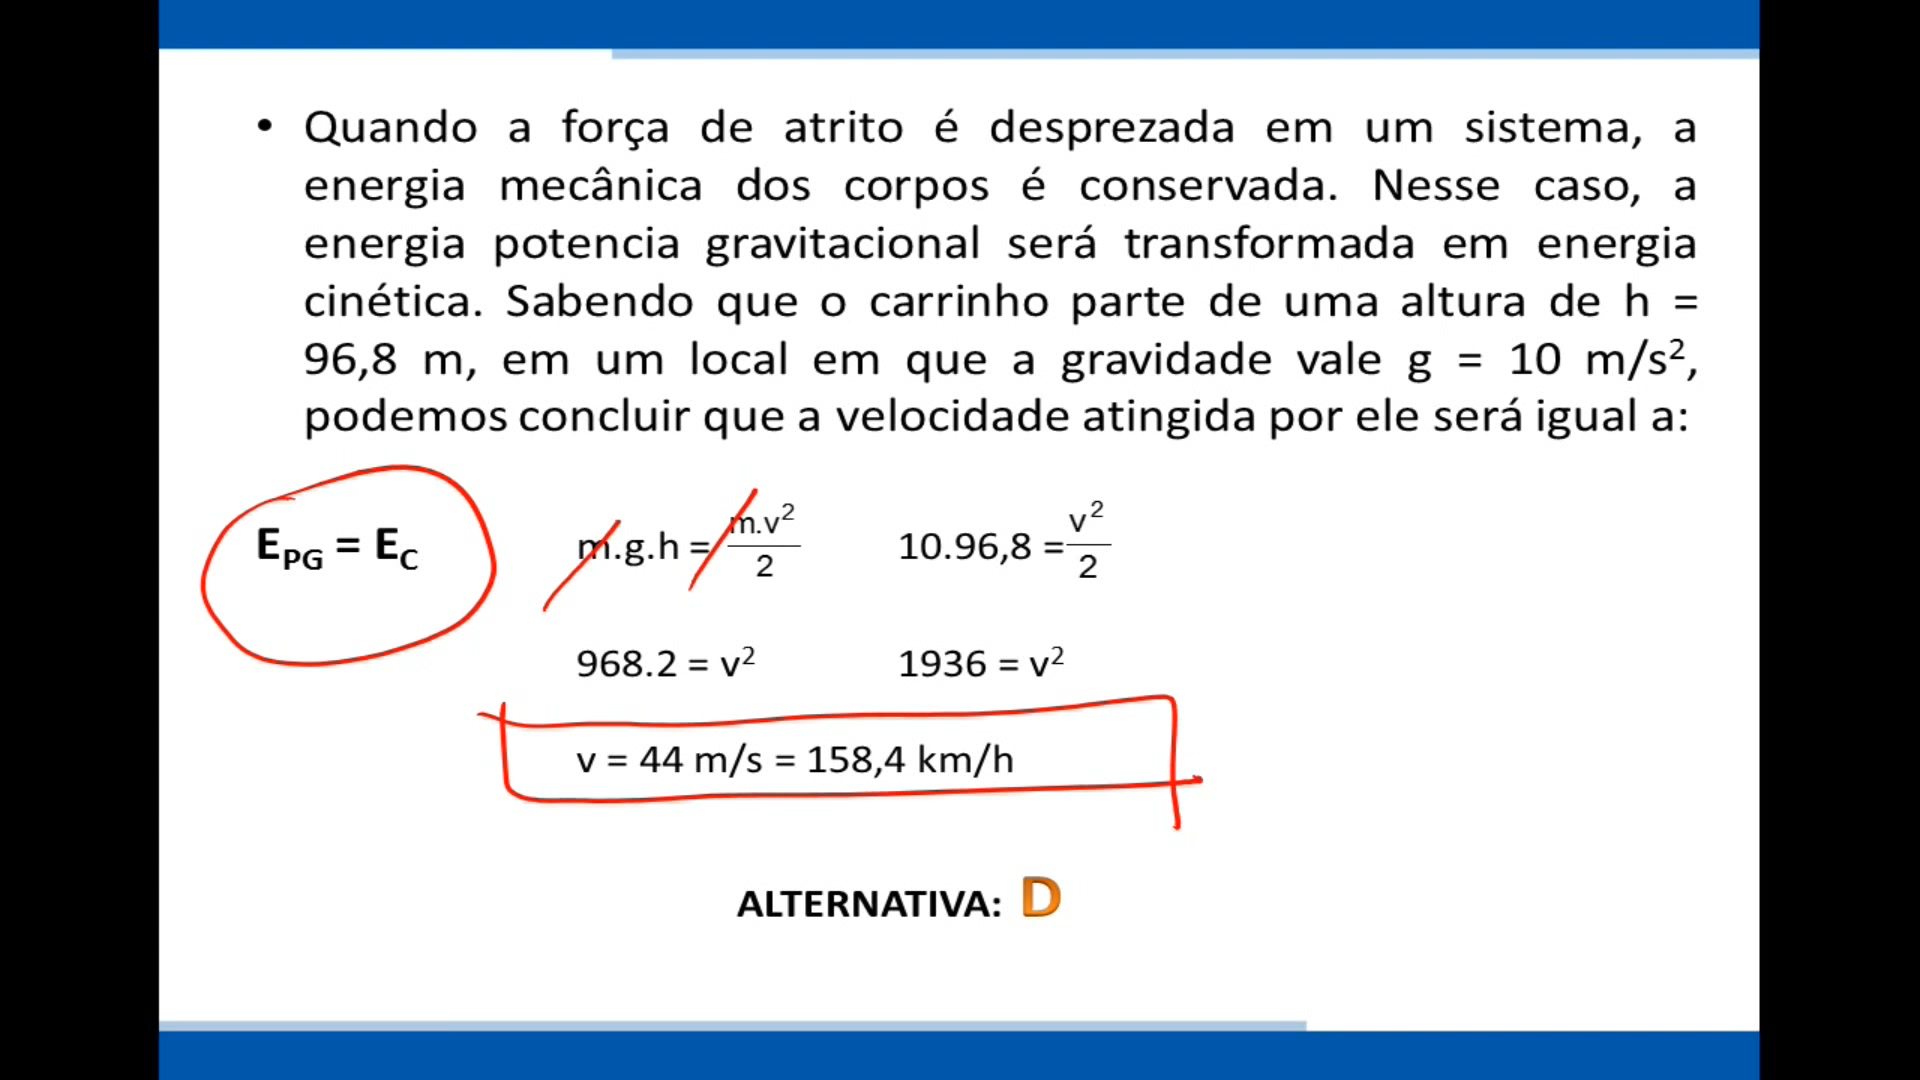 • Quando a força de atrito é desprezada em um sistema, a
energia mecânica dos corpos é conservada. Nesse caso, a
energia potencia gravitacional será transformada em energia
cinética. Sabendo que o carrinho parte de uma altura de h =
96,8 m, em um local em que a gravidade vale g = 10 m/s²,
podemos concluir que a velocidade atingida por ele será igual a:
E_PG = E_C
m.g.h = m.v²/2
10.96,8 = v²/2
968.2 = v²
1936 = v²
v = 44 m/s = 158,4 km/h
ALTERNATIVA: D